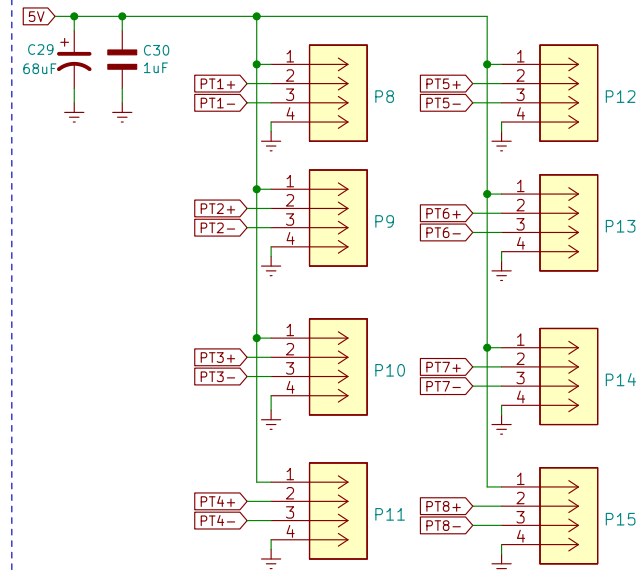 5V
C29
+
68uF
C30
1uF
PT1+
PT1-
1
2
3
4
P8
PT5+
PT5-
1
2
3
4
P12
PT2+
PT2-
1
2
3
4
P9
PT6+
PT6-
1
2
3
4
P13
PT3+
PT3-
1
2
3
4
P10
PT7+
PT7-
1
2
3
4
P14
PT4+
PT4-
1
2
3
4
P11
PT8+
PT8-
1
2
3
4
P15